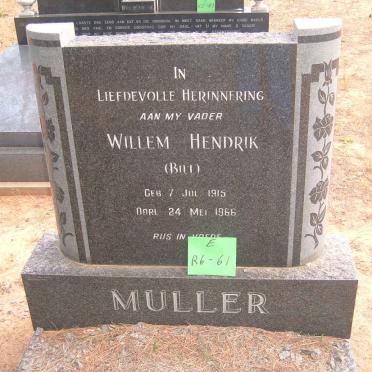 IN
LIEFDEVOLLE HERINNERING
AAN MY VADER
WILLEM HENDRIK
(BILL)
GEB 7 JUL 1915
OORL 24 MEI 1966
RUS IN VREDE
E
R6-61
MULLER